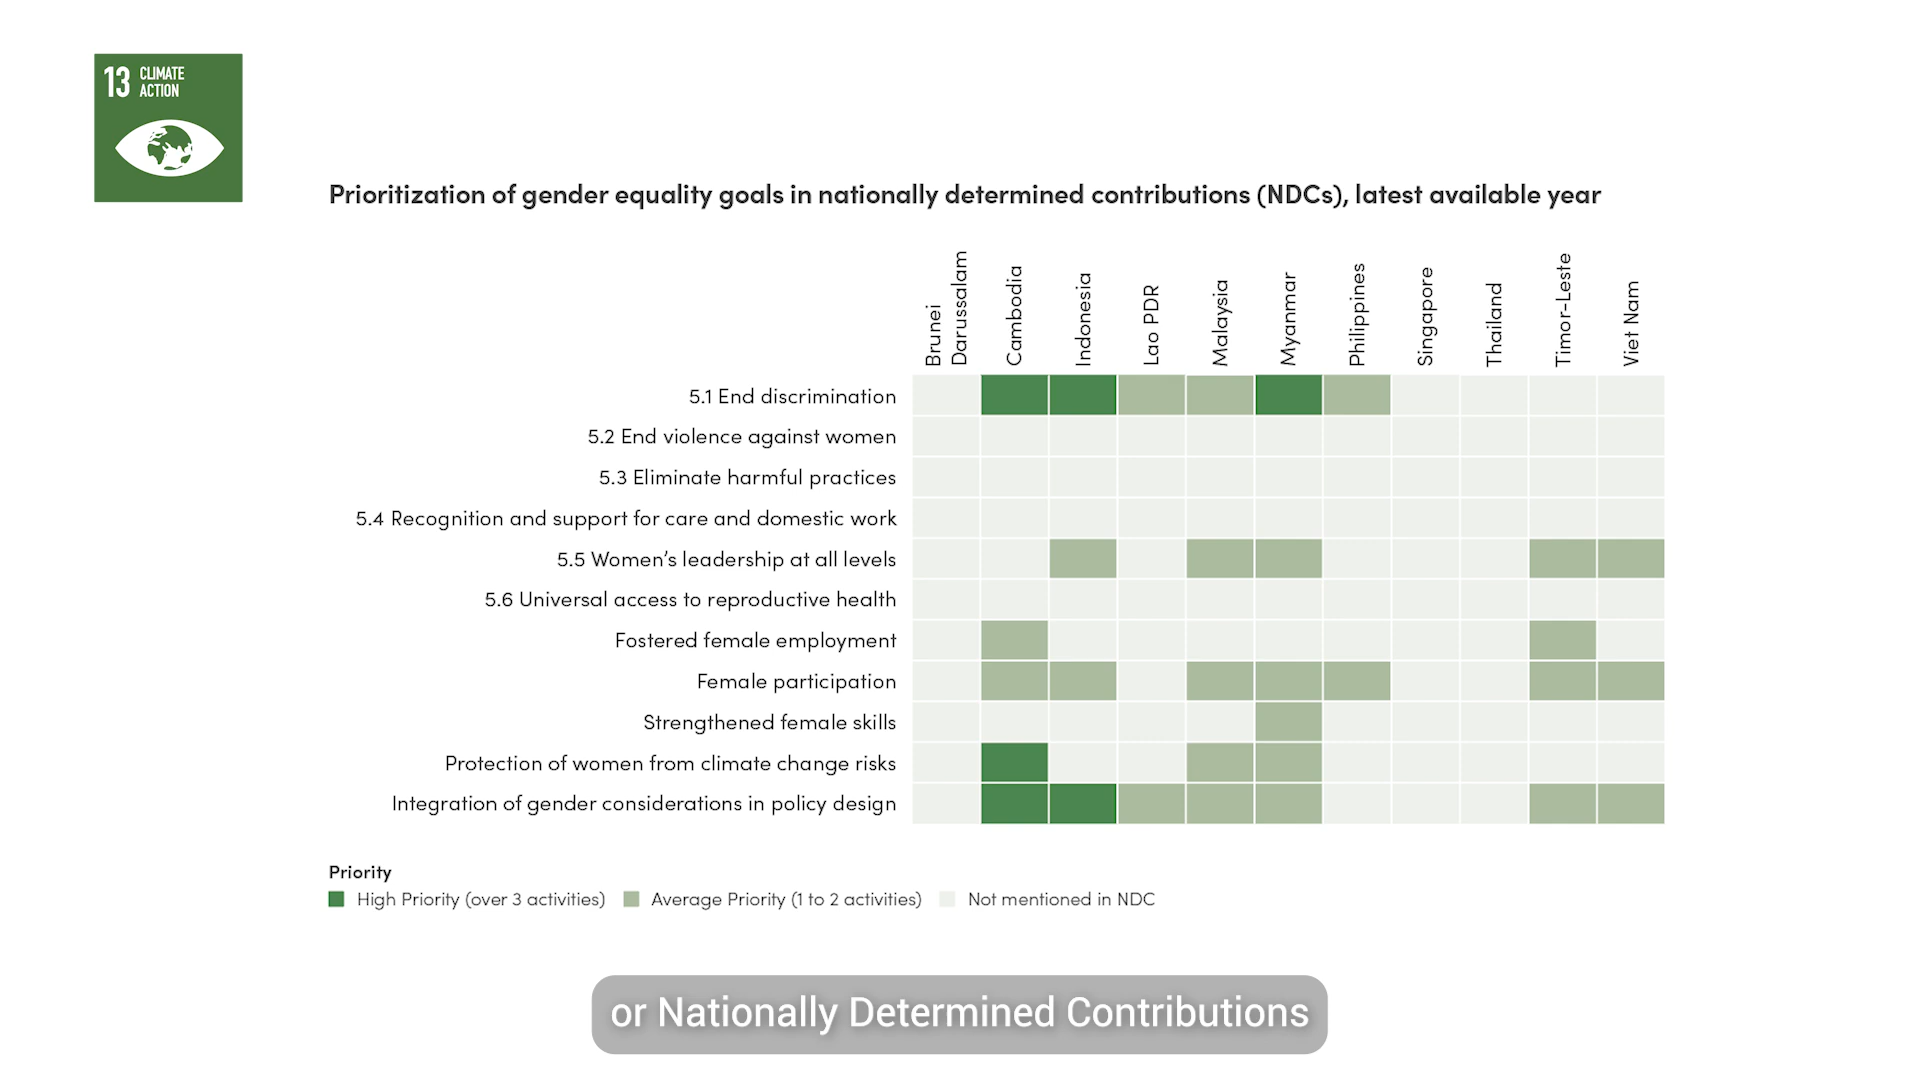 13 CLIMATE
ACTION
Prioritization of gender equality goals in nationally determined contributions (NDCs), latest available year
Brunei
Darussalam
Cambodia
Indonesia
Lao PDR
Malaysia
Myanmar
Philippines
Singapore
Thailand
Timor-Leste
Viet Nam
5.1 End discrimination
5.2 End violence against women
5.3 Eliminate harmful practices
5.4 Recognition and support for care and domestic work
5.5 Women’s leadership at all levels
5.6 Universal access to reproductive health
Fostered female employment
Female participation
Strengthened female skills
Protection of women from climate change risks
Integration of gender considerations in policy design
Priority
High Priority (over 3 activities) Average Priority (1 to 2 activities) Not mentioned in NDC
or Nationally Determined Contributions